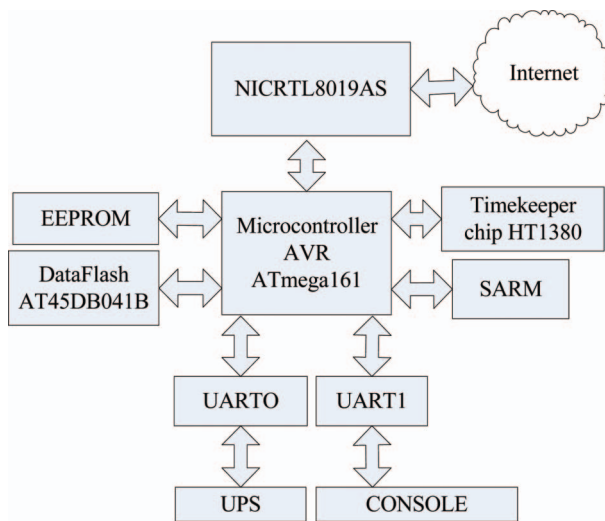 NICRTL8019AS
Internet
EEPROM
Microcontroller
AVR
ATmega161
Timekeeper
chip HT1380
DataFlash
AT45DB041B
SARM
UARTO
UART1
UPS
CONSOLE